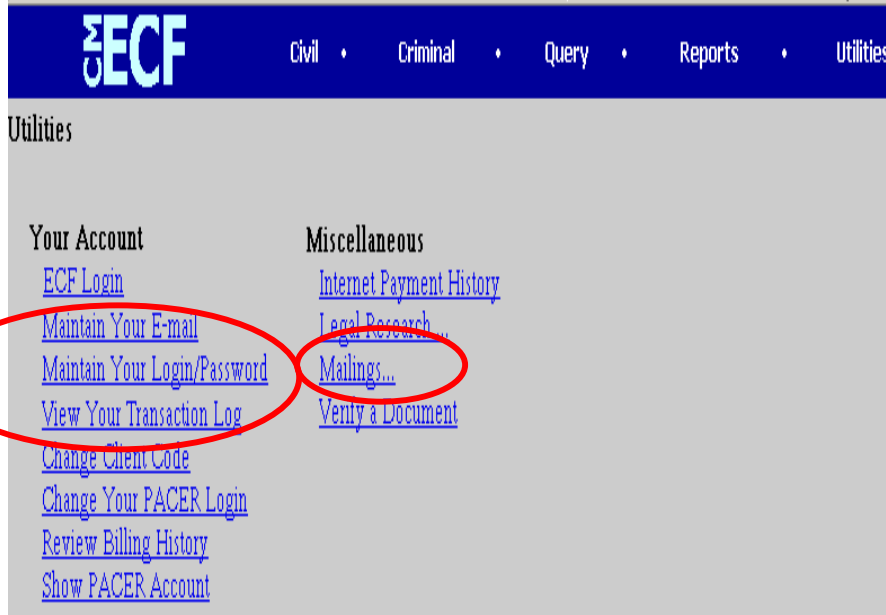 CM ECF Civil • Criminal • Query • Reports • Utilities
Utilities
Your Account
ECF Login
Maintain Your E-mail
Maintain Your Login/Password
View Your Transaction Log
Change Client Code
Change Your PACER Login
Review Billing History
Show PACER Account
Miscellaneous
Internet Payment History
Legal Research...
Mailings...
Verify a Document